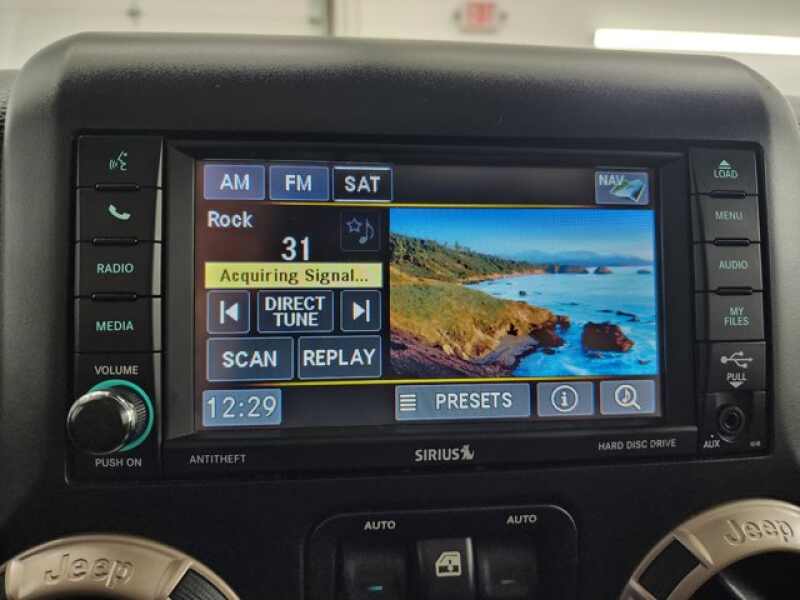 EXIT
AM FM SAT NAV
LOAD
Rock
MENU
31
RADIO
Acquiring Signal...
AUDIO
DIRECT
TUNE
MEDIA
MY
FILES
SCAN REPLAY
VOLUME
PULL
12:29 PRESETS
PUSH ON
ANTITHEFT
SIRIUS
HARD DISC DRIVE
AUX
AUTO AUTO
Jeep Jeep